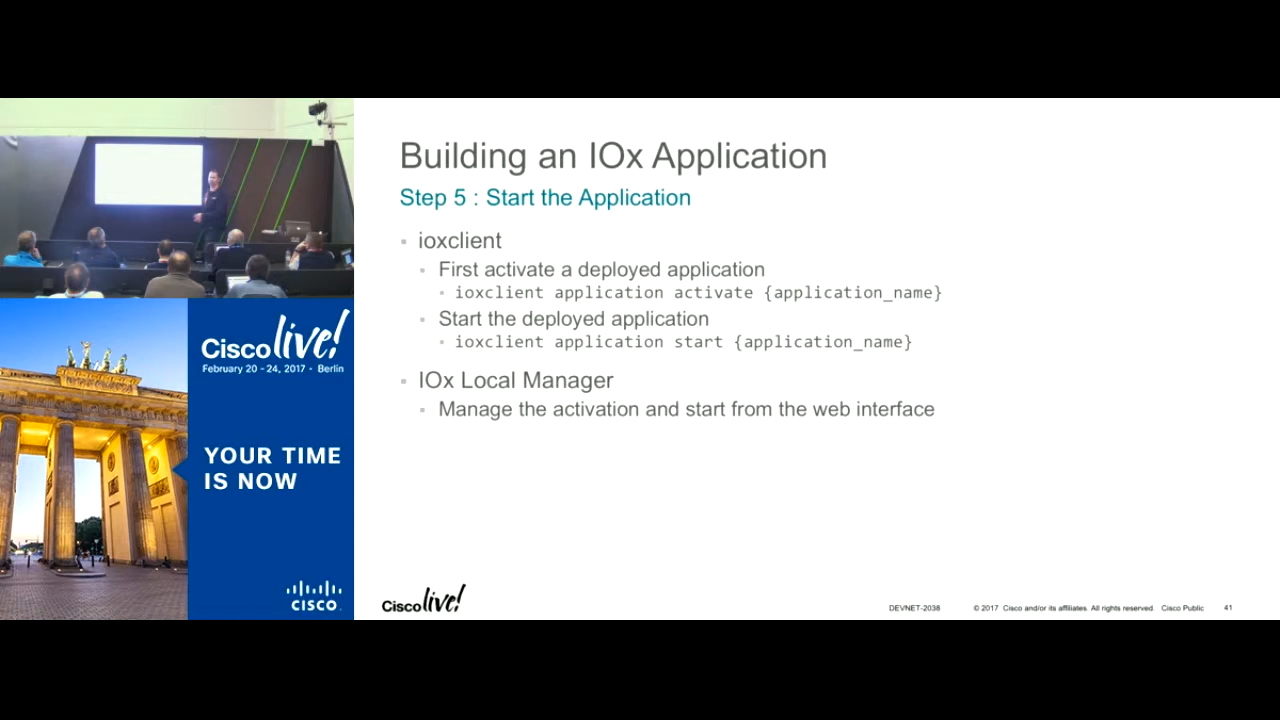 Building an IOx Application
Step 5 : Start the Application
▪ ioxclient
▪ First activate a deployed application
▪ ioxclient application activate {application_name}
▪ Start the deployed application
▪ ioxclient application start {application_name}
▪ IOx Local Manager
▪ Manage the activation and start from the web interface
Cisco live!
February 20 - 24, 2017 · Berlin
YOUR TIME
IS NOW
CISCO.
Cisco live!
DEVNET-2038 © 2017 Cisco and/or its affiliates. All rights reserved. Cisco Public 41